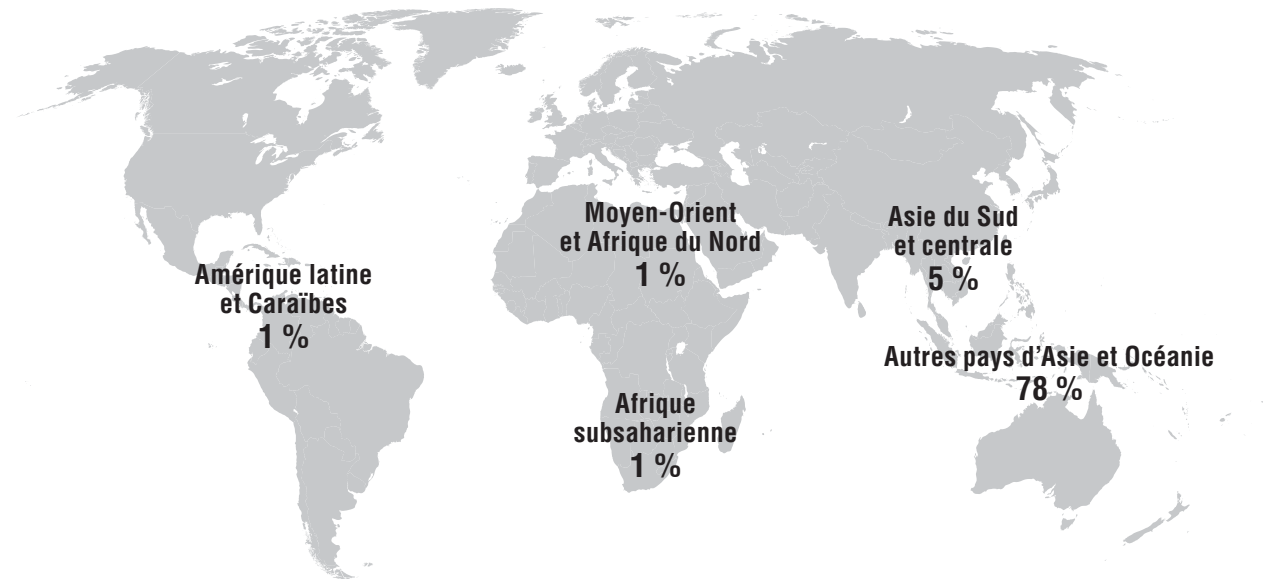 Moyen-Orient
et Afrique du Nord
1 %
Asie du Sud
et centrale
5 %
Amérique latine
et Caraïbes
1 %
Autres pays d’Asie et Océanie
78 %
Afrique
subsaharienne
1 %